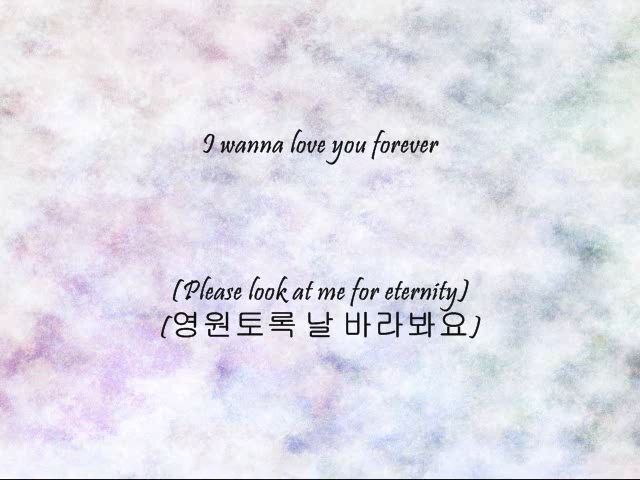 I wanna love you forever
(Please look at me for eternity)
(영원토록 날 바라봐요)